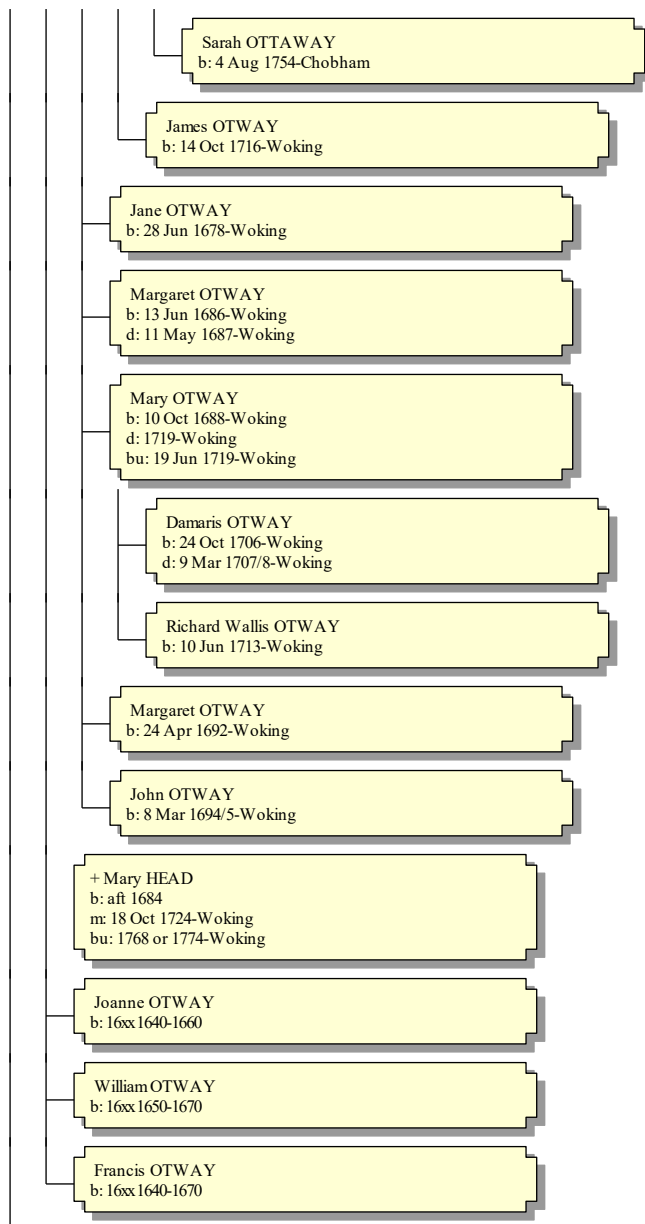 Sarah OTTAWAY
b: 4 Aug 1754-Chobham
James OTWAY
b: 14 Oct 1716-Woking
Jane OTWAY
b: 28 Jun 1678-Woking
Margaret OTWAY
b: 13 Jun 1686-Woking
d: 11 May 1687-Woking
Mary OTWAY
b: 10 Oct 1688-Woking
d: 1719-Woking
bu: 19 Jun 1719-Woking
Damaris OTWAY
b: 24 Oct 1706-Woking
d: 9 Mar 1707/8-Woking
Richard Wallis OTWAY
b: 10 Jun 1713-Woking
Margaret OTWAY
b: 24 Apr 1692-Woking
John OTWAY
b: 8 Mar 1694/5-Woking
+ Mary HEAD
b: aft 1684
m: 18 Oct 1724-Woking
bu: 1768 or 1774-Woking
Joanne OTWAY
b: 16xx 1640-1660
William OTWAY
b: 16xx 1650-1670
Francis OTWAY
b: 16xx 1640-1670